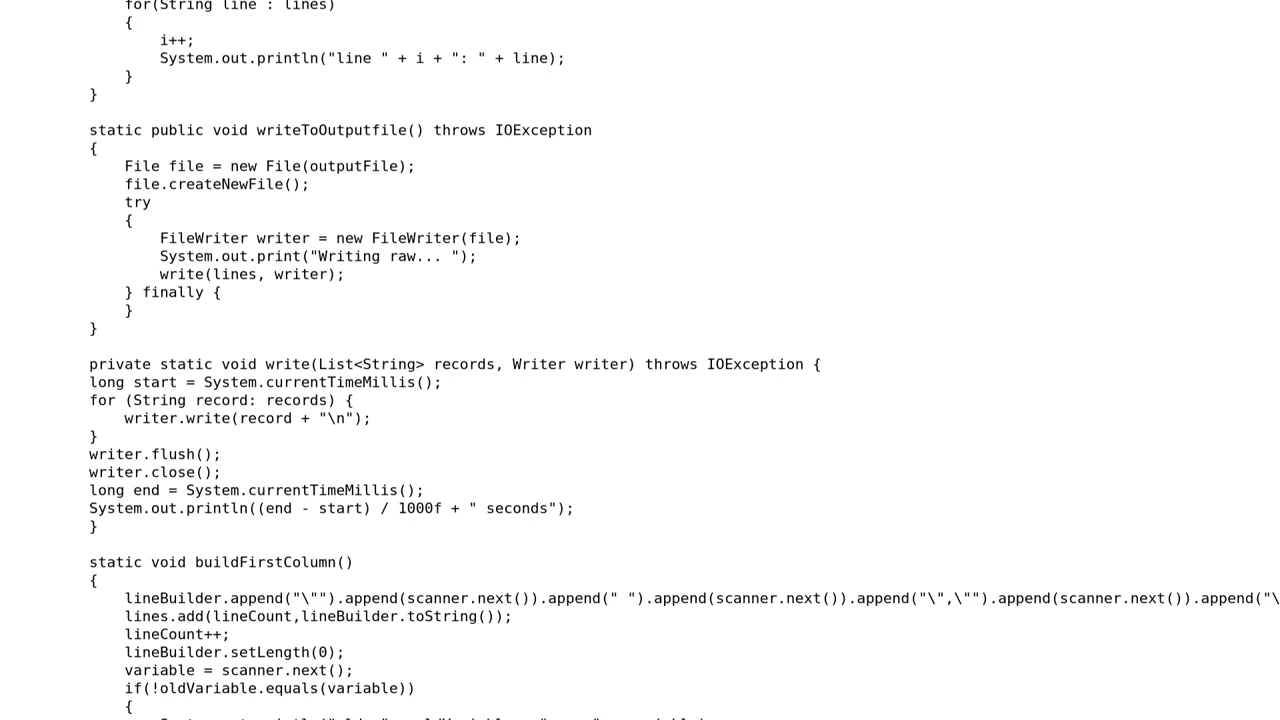 for(String line : lines)
{
i++;
System.out.println("line " + i + ": " + line);
}
}
static public void writeToOutputfile() throws IOException
{
File file = new File(outputFile);
file.createNewFile();
try
{
FileWriter writer = new FileWriter(file);
System.out.print("Writing raw... ");
write(lines, writer);
} finally {
}
}
private static void write(List<String> records, Writer writer) throws IOException {
long start = System.currentTimeMillis();
for (String record: records) {
writer.write(record + "\n");
}
writer.flush();
writer.close();
long end = System.currentTimeMillis();
System.out.println((end - start) / 1000f + " seconds");
}
static void buildFirstColumn()
{
lineBuilder.append("\"").append(scanner.next()).append(" ").append(scanner.next()).append("\",\"").append(scanner.next()).append("\
lines.add(lineCount,lineBuilder.toString());
lineCount++;
lineBuilder.setLength(0);
variable = scanner.next();
if(!oldVariable.equals(variable))
{